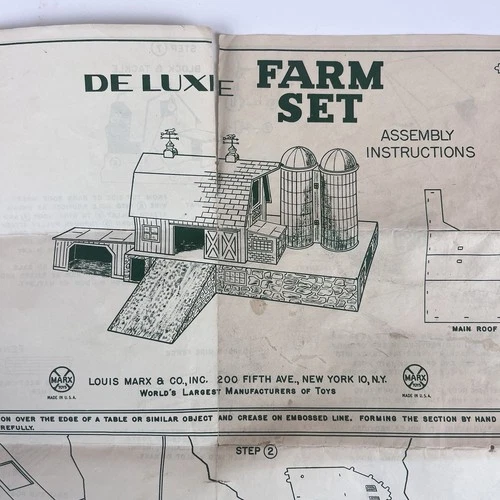 DE LUXE FARM
SET
ASSEMBLY
INSTRUCTIONS
MAIN ROOF
MARX
TOYS
MADE IN U.S.A.
LOUIS MARX & CO., INC. 200 FIFTH AVE., NEW YORK 10, N.Y.
WORLD'S LARGEST MANUFACTURERS OF TOYS
MARX
TOYS
MADE IN U.S.A.
ON OVER THE EDGE OF A TABLE OR SIMILAR OBJECT AND CREASE ON EMBOSSED LINE. FORMING THE SECTION BY HAND
REFULLY.
STEP 2